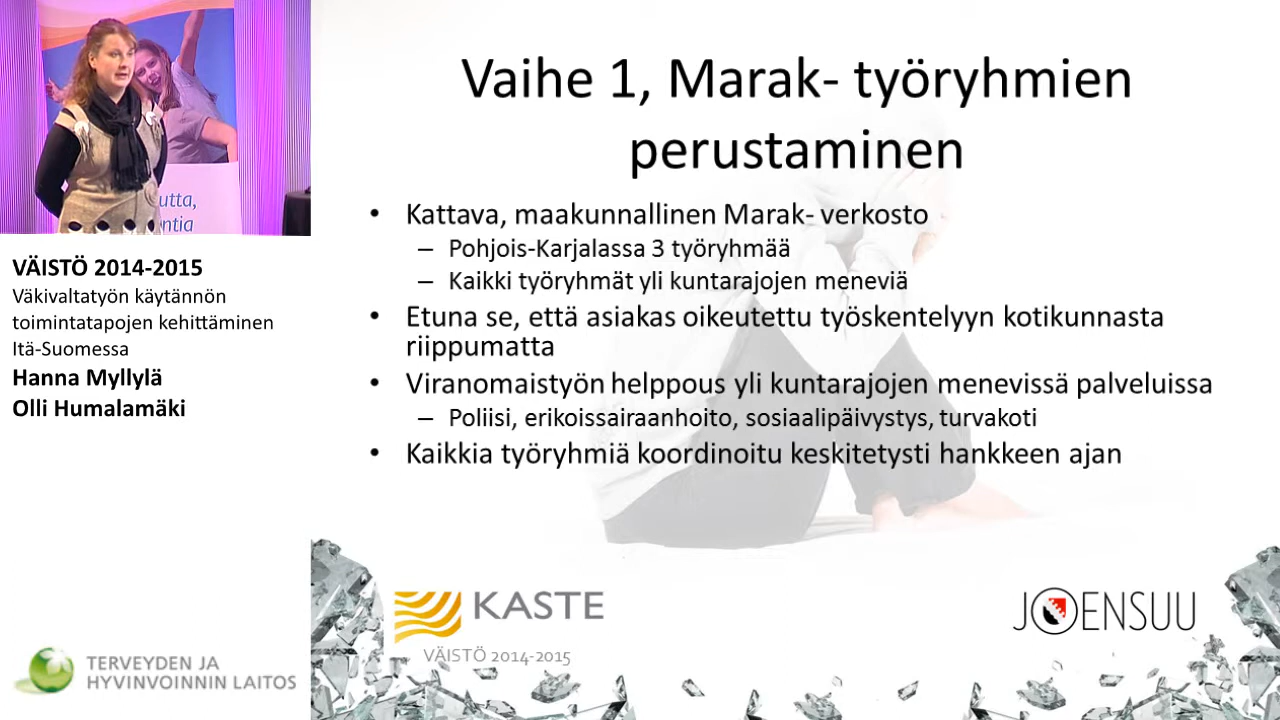 utta,
ntia
VÄISTÖ 2014-2015
Väkivaltatyön käytännön
toimintatapojen kehittäminen
Itä-Suomessa
Hanna Myllylä
Olli Humalamäki
TERVEYDEN JA
HYVINVOINNIN LAITOS
Vaihe 1, Marak- työryhmien
perustaminen
• Kattava, maakunnallinen Marak- verkosto
– Pohjois-Karjalassa 3 työryhmää
– Kaikki työryhmät yli kuntarajojen meneviä
• Etuna se, että asiakas oikeutettu työskentelyyn kotikunnasta
riippumatta
• Viranomaistyön helppous yli kuntarajojen menevissä palveluissa
– Poliisi, erikoissairaanhoito, sosiaalipäivystys, turvakoti
• Kaikkia työryhmiä koordinoitu keskitetysti hankkeen ajan
KASTE
VÄISTÖ 2014-2015
JOENSUU